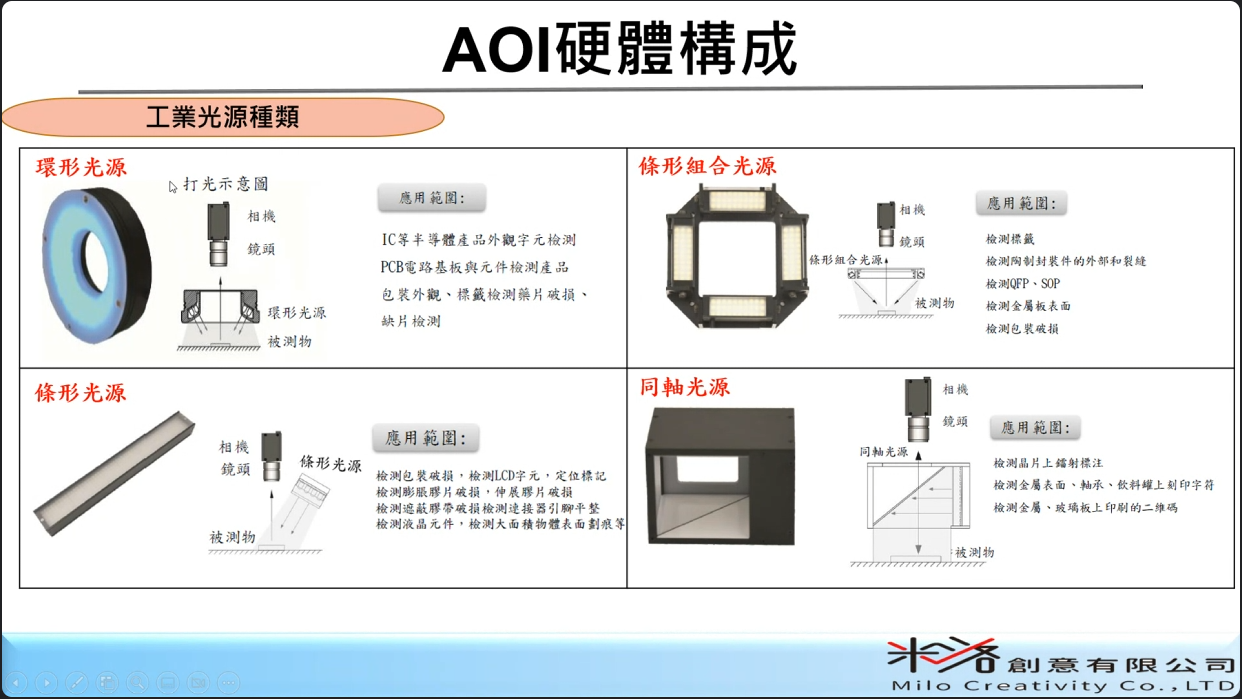 AOI硬體構成
工業光源種類
環形光源
打光示意圖
相機
鏡頭
環形光源
被測物
應用範圍:
IC等半導體產品外觀字元檢測
PCB電路基板與元件檢測產品
包裝外觀、標籤檢測藥片破損、
缺片檢測
條形組合光源
相機
鏡頭
條形組合光源
被測物
應用範圍:
檢測標籤
檢測陶制封裝件的外部和裂縫
檢測QFP、SOP
檢測金屬板表面
檢測包裝破損
條形光源
相機
鏡頭
條形光源
被測物
應用範圍:
檢測包裝破損，檢測LCD字元，定位標記
檢測膨脹膠片破損，伸展膠片破損
檢測遮蔽膠帶破損檢測連接器引腳平整
檢測液晶元件，檢測大面積物體表面劃痕等
同軸光源
相機
鏡頭
同軸光源
被測物
應用範圍:
檢測晶片上鐳射標注
檢測金屬表面、軸承、飲料罐上刻印字符
檢測金屬、玻璃板上印刷的二維碼
米洛創意有限公司
Milo Creativity Co.,LTD